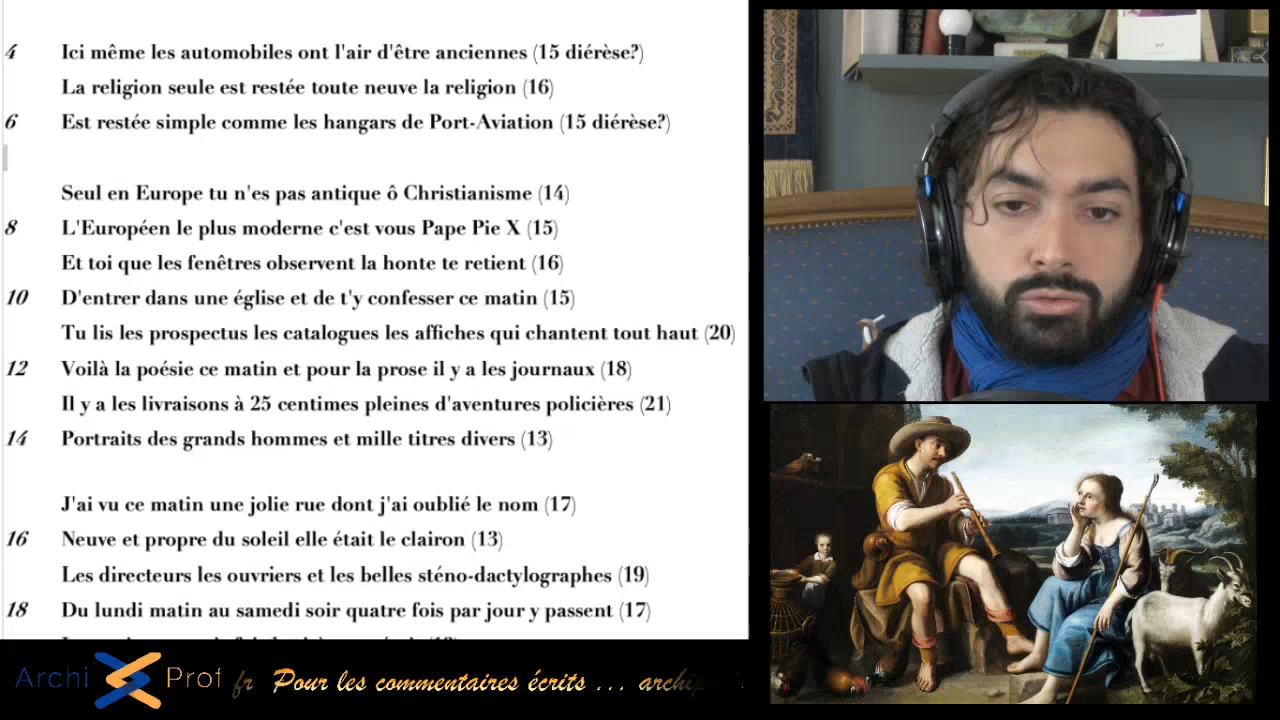 4 Ici même les automobiles ont l'air d'être anciennes (15 diérèse?)
La religion seule est restée toute neuve la religion (16)
6 Est restée simple comme les hangars de Port-Aviation (15 diérèse?)
Seul en Europe tu n'es pas antique ô Christianisme (14)
8 L'Européen le plus moderne c'est vous Pape Pie X (15)
Et toi que les fenêtres observent la honte te retient (16)
10 D'entrer dans une église et de t'y confesser ce matin (15)
Tu lis les prospectus les catalogues les affiches qui chantent tout haut (20)
12 Voilà la poésie ce matin et pour la prose il y a les journaux (18)
Il y a les livraisons à 25 centimes pleines d'aventures policières (21)
14 Portraits des grands hommes et mille titres divers (13)
J'ai vu ce matin une jolie rue dont j'ai oublié le nom (17)
16 Neuve et propre du soleil elle était le clairon (13)
Les directeurs les ouvriers et les belles sténo-dactylographes (19)
18 Du lundi matin au samedi soir quatre fois par jour y passent (17)
Archi Prof fr Pour les commentaires écrits ... archip